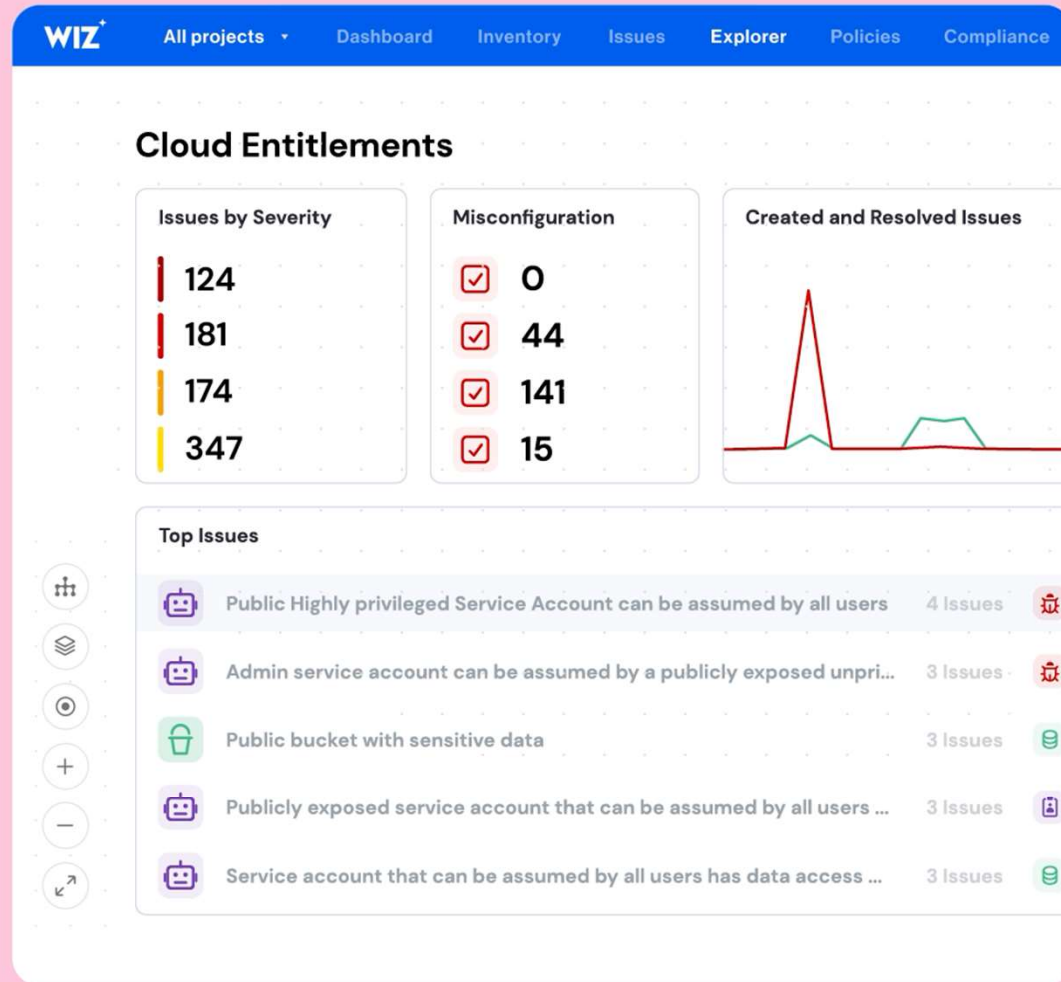 WIZ
All projects Dashboard Inventory Issues Explorer Policies Compliance
Cloud Entitlements
Issues by Severity
124
181
174
347
Misconfiguration
0
44
141
15
Created and Resolved Issues
Top Issues
Public Highly privileged Service Account can be assumed by all users 4 Issues
Admin service account can be assumed by a publicly exposed unpri... 3 Issues
Public bucket with sensitive data 3 Issues
Publicly exposed service account that can be assumed by all users ... 3 Issues
Service account that can be assumed by all users has data access ... 3 Issues